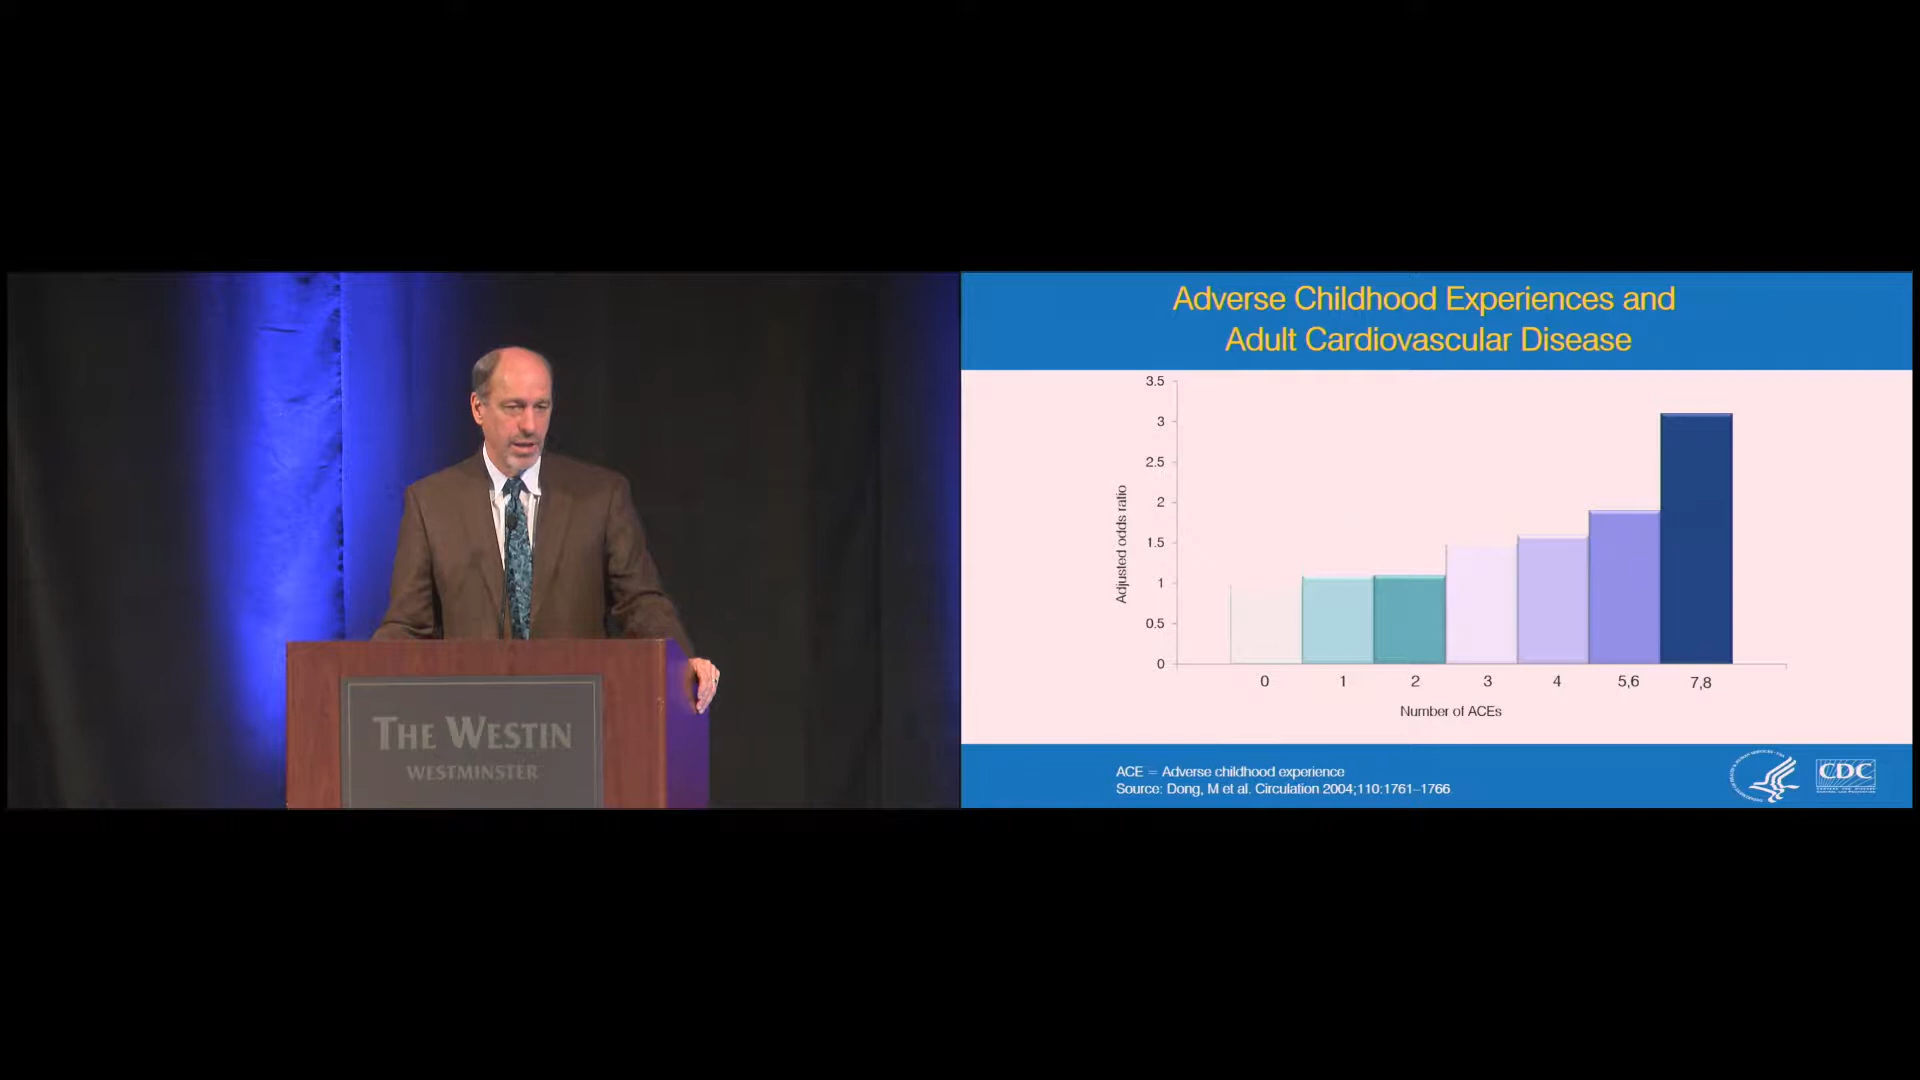 THE WESTIN
WESTMINSTER
Adverse Childhood Experiences and
Adult Cardiovascular Disease
3.5
3
2.5
2
1.5
1
0.5
0
Adjusted odds ratio
0 1 2 3 4 5,6 7,8
Number of ACEs
ACE = Adverse childhood experience
Source: Dong, M et al. Circulation 2004;110:1761–1766
CDC